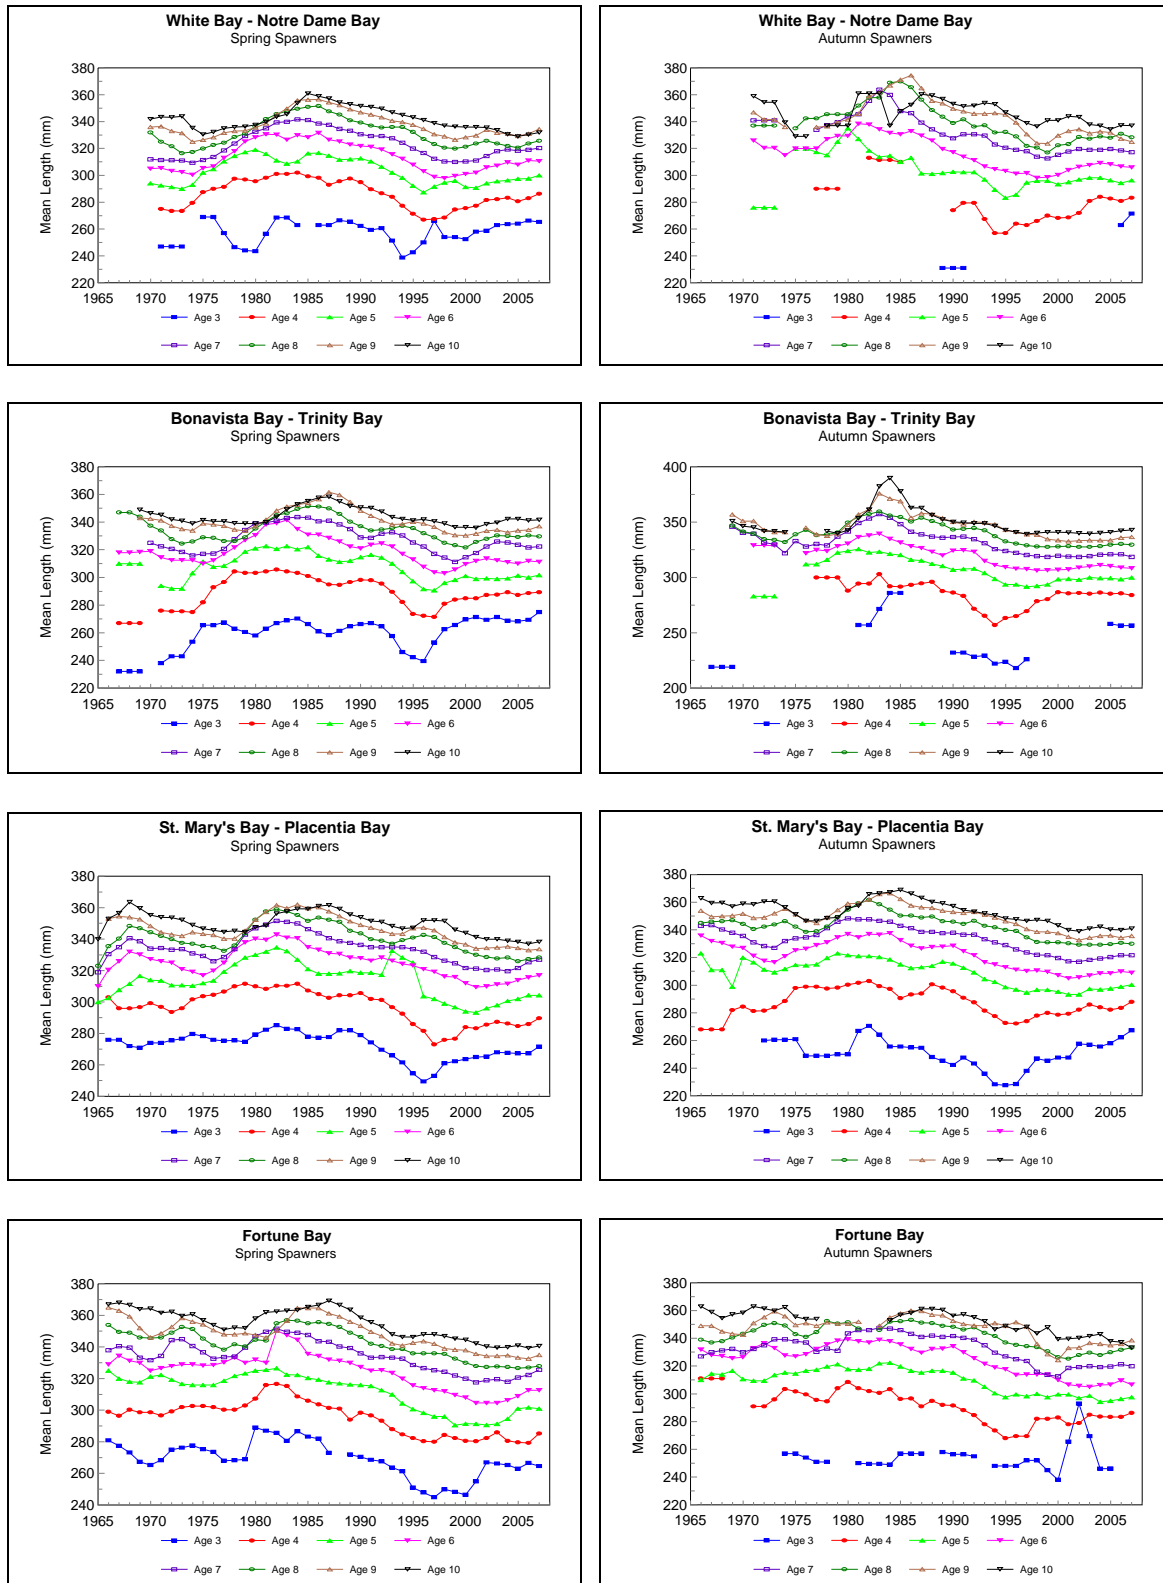 White Bay - Notre Dame Bay
Spring Spawners
Mean Length (mm)
380
360
340
320
300
280
260
240
220
1965 1970 1975 1980 1985 1990 1995 2000 2005
Age 3 Age 4 Age 5 Age 6
Age 7 Age 8 Age 9 Age 10
White Bay - Notre Dame Bay
Autumn Spawners
Mean Length (mm)
380
360
340
320
300
280
260
240
220
1965 1970 1975 1980 1985 1990 1995 2000 2005
Age 3 Age 4 Age 5 Age 6
Age 7 Age 8 Age 9 Age 10
Bonavista Bay - Trinity Bay
Spring Spawners
Mean Length (mm)
380
360
340
320
300
280
260
240
220
1965 1970 1975 1980 1985 1990 1995 2000 2005
Age 3 Age 4 Age 5 Age 6
Age 7 Age 8 Age 9 Age 10
Bonavista Bay - Trinity Bay
Autumn Spawners
Mean Length (mm)
400
350
300
250
200
1965 1970 1975 1980 1985 1990 1995 2000 2005
Age 3 Age 4 Age 5 Age 6
Age 7 Age 8 Age 9 Age 10
St. Mary's Bay - Placentia Bay
Spring Spawners
Mean Length (mm)
380
360
340
320
300
280
260
240
1965 1970 1975 1980 1985 1990 1995 2000 2005
Age 3 Age 4 Age 5 Age 6
Age 7 Age 8 Age 9 Age 10
St. Mary's Bay - Placentia Bay
Autumn Spawners
Mean Length (mm)
380
360
340
320
300
280
260
240
220
1965 1970 1975 1980 1985 1990 1995 2000 2005
Age 3 Age 4 Age 5 Age 6
Age 7 Age 8 Age 9 Age 10
Fortune Bay
Spring Spawners
Mean Length (mm)
380
360
340
320
300
280
260
240
1965 1970 1975 1980 1985 1990 1995 2000 2005
Age 3 Age 4 Age 5 Age 6
Age 7 Age 8 Age 9 Age 10
Fortune Bay
Autumn Spawners
Mean Length (mm)
380
360
340
320
300
280
260
240
220
1965 1970 1975 1980 1985 1990 1995 2000 2005
Age 3 Age 4 Age 5 Age 6
Age 7 Age 8 Age 9 Age 10